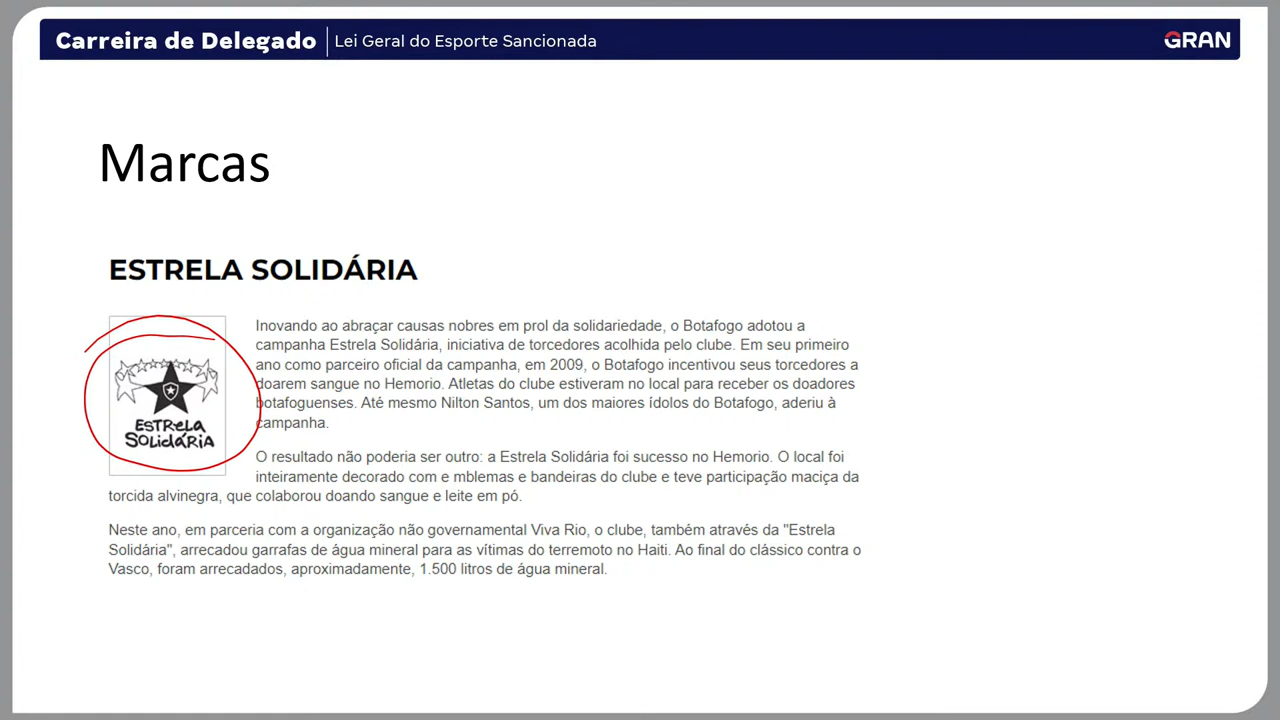 Carreira de Delegado
Lei Geral do Esporte Sancionada
GRAN
Marcas
ESTRELA SOLIDÁRIA
ESTRELA
SOLIDÁRIA
Inovando ao abraçar causas nobres em prol da solidariedade, o Botafogo adotou a
campanha Estrela Solidária, iniciativa de torcedores acolhida pelo clube. Em seu primeiro
ano como parceiro oficial da campanha, em 2009, o Botafogo incentivou seus torcedores a
doarem sangue no Hemorio. Atletas do clube estiveram no local para receber os doadores
botafoguenses. Até mesmo Nilton Santos, um dos maiores ídolos do Botafogo, aderiu à
campanha.
O resultado não poderia ser outro: a Estrela Solidária foi sucesso no Hemorio. O local foi
inteiramente decorado com e mblemas e bandeiras do clube e teve participação maciça da
torcida alvinegra, que colaborou doando sangue e leite em pó.
Neste ano, em parceria com a organização não governamental Viva Rio, o clube, também através da "Estrela
Solidária", arrecadou garrafas de água mineral para as vítimas do terremoto no Haiti. Ao final do clássico contra o
Vasco, foram arrecadados, aproximadamente, 1.500 litros de água mineral.